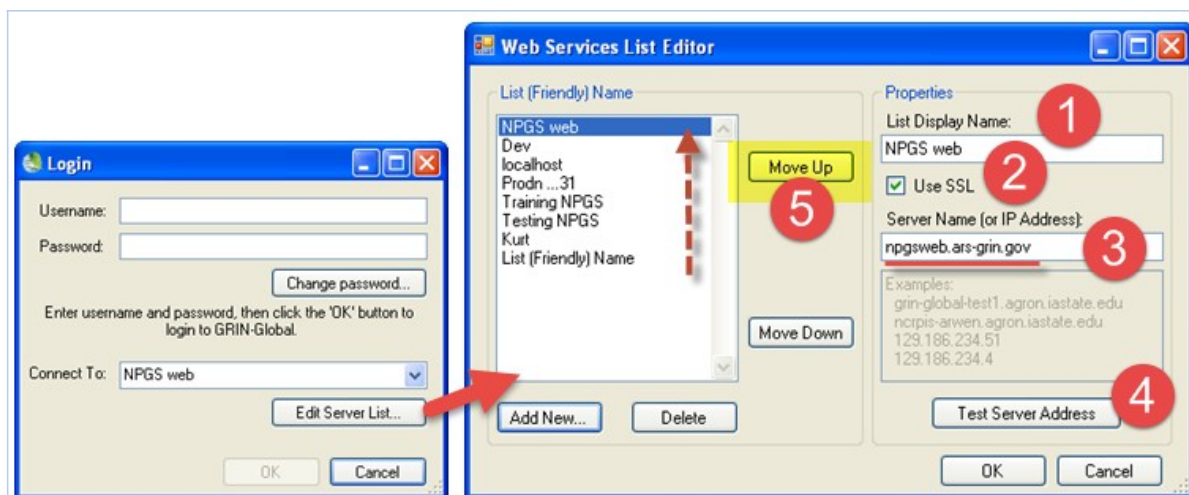 Login
Username:
Password:
Change password...
Enter username and password, then click the 'OK' button to
login to GRIN-Global.
Connect To: NPGS web
Edit Server List...
OK Cancel
Web Services List Editor
List (Friendly) Name
NPGS web
Dev
localhost
Prodn ...31
Training NPGS
Testing NPGS
Kurt
List (Friendly) Name
Add New... Delete
Move Up
5
Move Down
Properties
List Display Name: 1
NPGS web
Use SSL 2
Server Name (or IP Address):
npgsweb.ars-grin.gov 3
Examples:
grin-global-test1.agron.iastate.edu
ncrpis-arwen.agron.iastate.edu
129.186.234.51
129.186.234.4
Test Server Address 4
OK Cancel